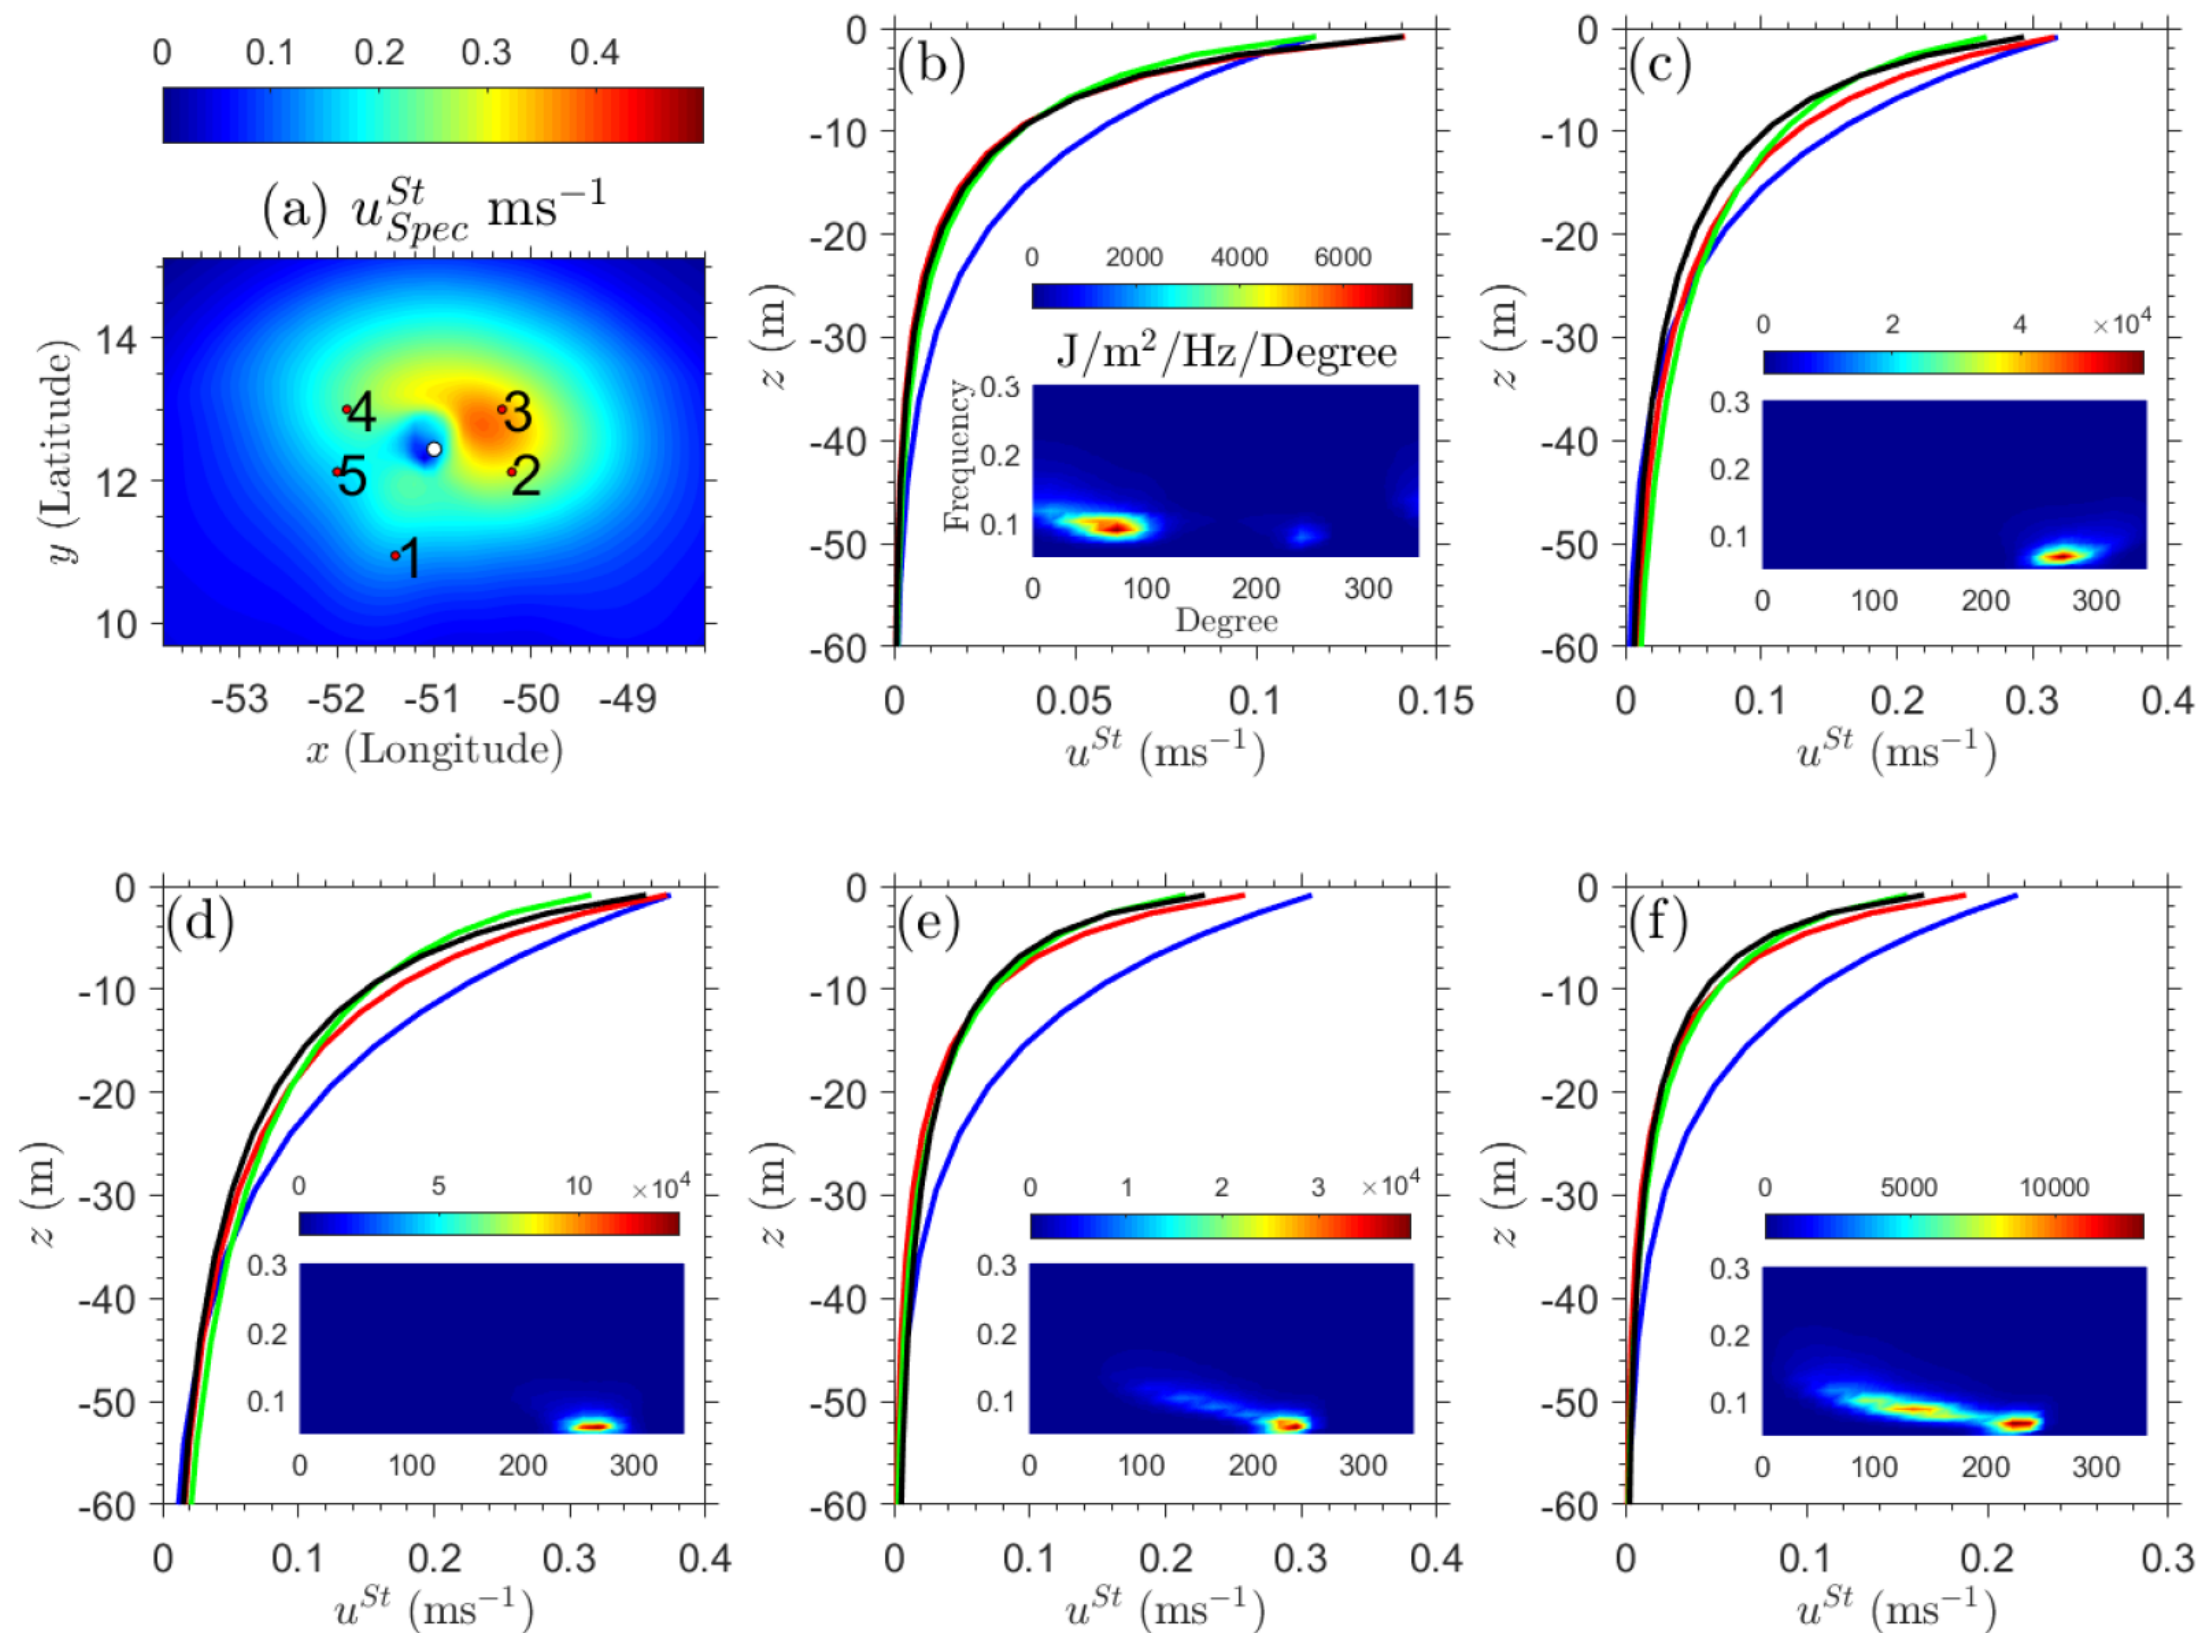 0 0.1 0.2 0.3 0.4
(a) u^{St}_{Spec} ms^{−1}
14
12
10
y (Latitude)
4
3
5
2
1
-53 -52 -51 -50 -49
x (Longitude)
(b)
0
-10
-20
-30
-40
-50
-60
z (m)
0 2000 4000 6000
J/m²/Hz/Degree
Frequency
0.3
0.2
0.1
0 100 200 300
Degree
0 0.05 0.1 0.15
u^{St} (ms^{−1})
(c)
0
-10
-20
-30
-40
-50
-60
z (m)
0 2 4 ×10⁴
0.3
0.2
0.1
0 100 200 300
0 0.1 0.2 0.3 0.4
u^{St} (ms^{−1})
(d)
0
-10
-20
-30
-40
-50
-60
z (m)
0 5 10 ×10⁴
0.3
0.2
0.1
0 100 200 300
0 0.1 0.2 0.3 0.4
u^{St} (ms^{−1})
(e)
0
-10
-20
-30
-40
-50
-60
z (m)
0 1 2 3 ×10⁴
0.3
0.2
0.1
0 100 200 300
0 0.1 0.2 0.3 0.4
u^{St} (ms^{−1})
(f)
0
-10
-20
-30
-40
-50
-60
z (m)
0 5000 10000
0.3
0.2
0.1
0 100 200 300
0 0.1 0.2 0.3
u^{St} (ms^{−1})